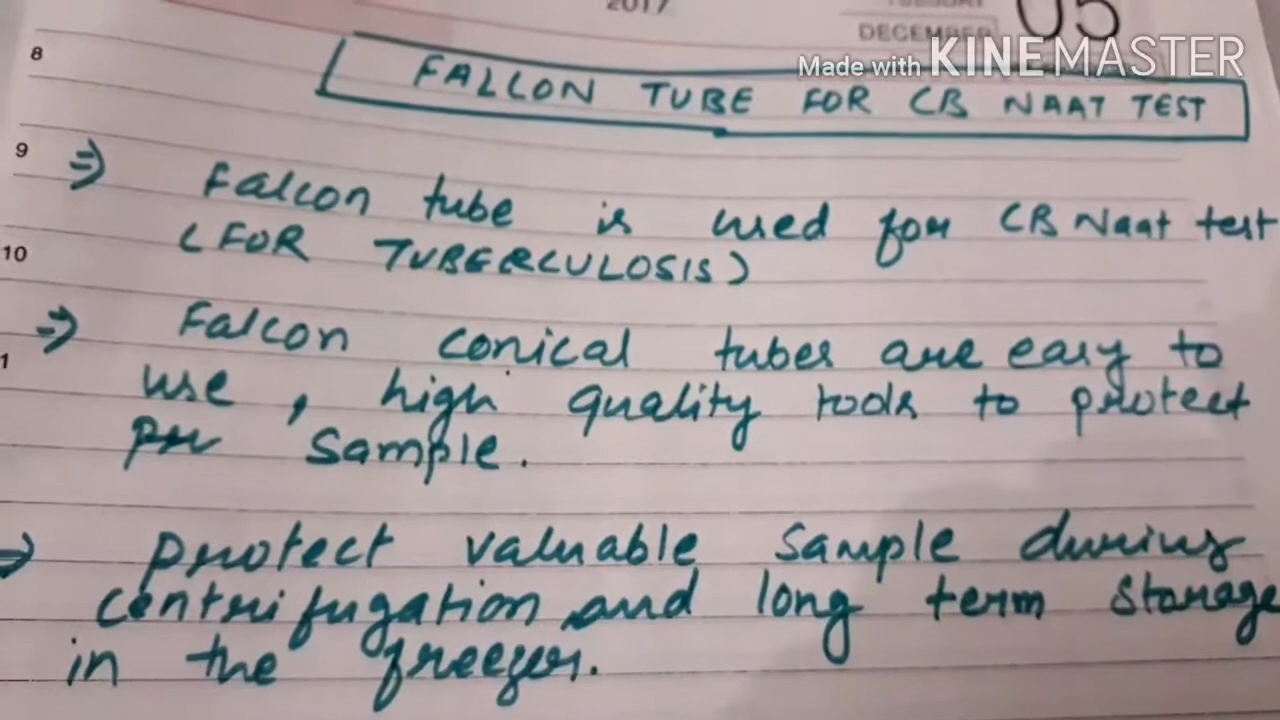 2017
TUESDAY
DECEMBER
05
Made with KINEMASTER
8
FALCON TUBE FOR CB NAAT TEST
9
⇒ Falcon tube is used for CB Naat test
(FOR TUBERCULOSIS)
10
⇒ Falcon conical tubes are easy to
1
use, high quality tools to protect
sample.
⇒ protect valuable sample during
centrifugation and long term storage
in the freezer.